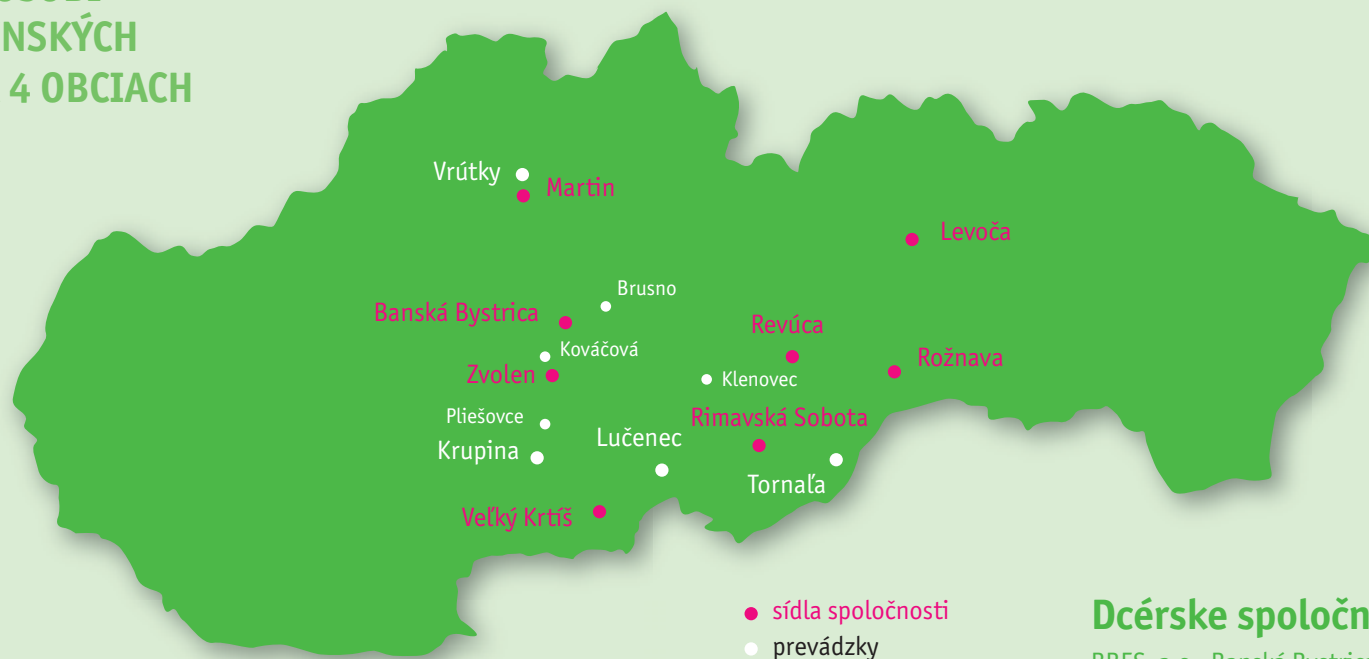 NSKÝCH
4 OBCIACH
Vrútky
Martin
Levoča
Brusno
Banská Bystrica
Revúca
Kováčová
Rožnava
Zvolen
Klenovec
Pliešovce
Rimavská Sobota
Lučenec
Krupina
Tornaľa
Veľký Krtíš
sídla spoločnosti
prevádzky
Dcérske spoločn